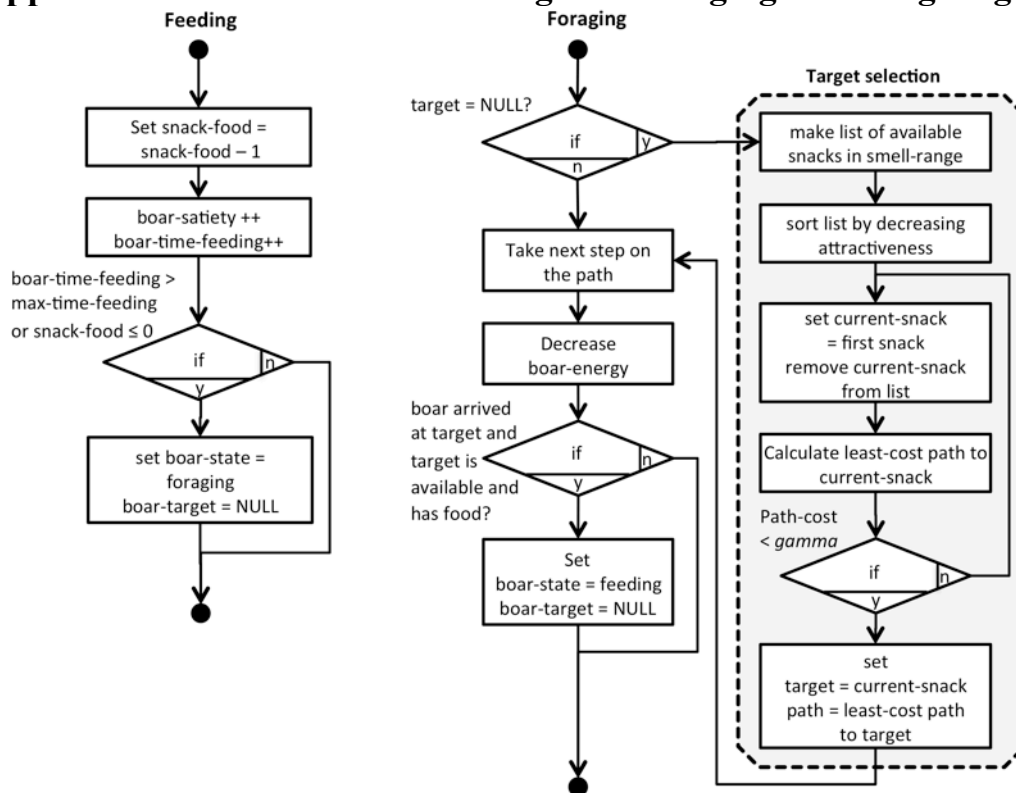 Feeding
Set snack-food =
snack-food – 1
boar-satiety ++
boar-time-feeding++
boar-time-feeding >
max-time-feeding
or snack-food ≤ 0
if
n
y
set boar-state =
foraging
boar-target = NULL
Foraging
target = NULL?
if
y
n
Take next step on
the path
Decrease
boar-energy
boar arrived
at target and
target is
available and
has food?
if
n
y
Set
boar-state = feeding
boar-target = NULL
Target selection
make list of available
snacks in smell-range
sort list by decreasing
attractiveness
set current-snack
= first snack
remove current-snack
from list
Calculate least-cost path to
current-snack
Path-cost
< gamma
if
n
y
set
target = current-snack
path = least-cost path
to target